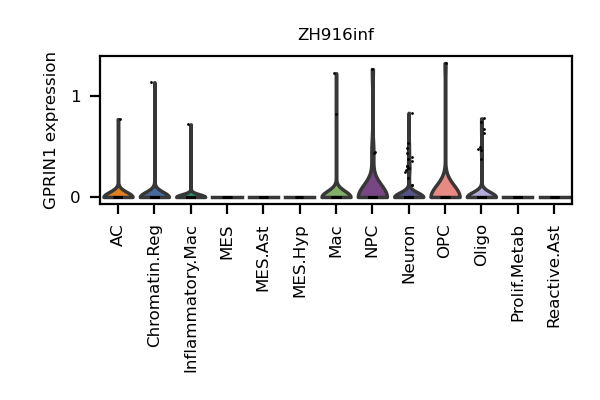 ZH916inf
GPRIN1 expression
1
0
AC
Chromatin.Reg
Inflammatory.Mac
MES
MES.Ast
MES.Hyp
Mac
NPC
Neuron
OPC
Oligo
Prolif.Metab
Reactive.Ast